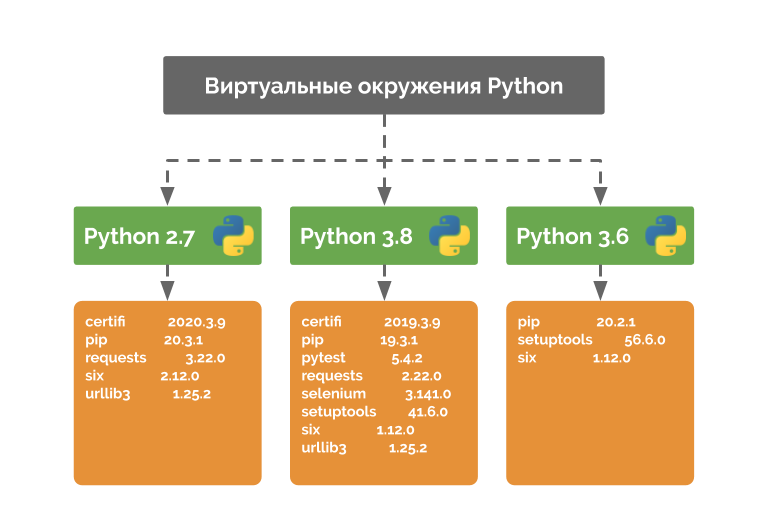 Виртуальные окружения Python
Python 2.7
Python 3.8
Python 3.6
certifi 2020.3.9
pip 20.3.1
requests 3.22.0
six 2.12.0
urllib3 1.25.2
certifi 2019.3.9
pip 19.3.1
pytest 5.4.2
requests 2.22.0
selenium 3.141.0
setuptools 41.6.0
six 1.12.0
urllib3 1.25.2
pip 20.2.1
setuptools 56.6.0
six 1.12.0